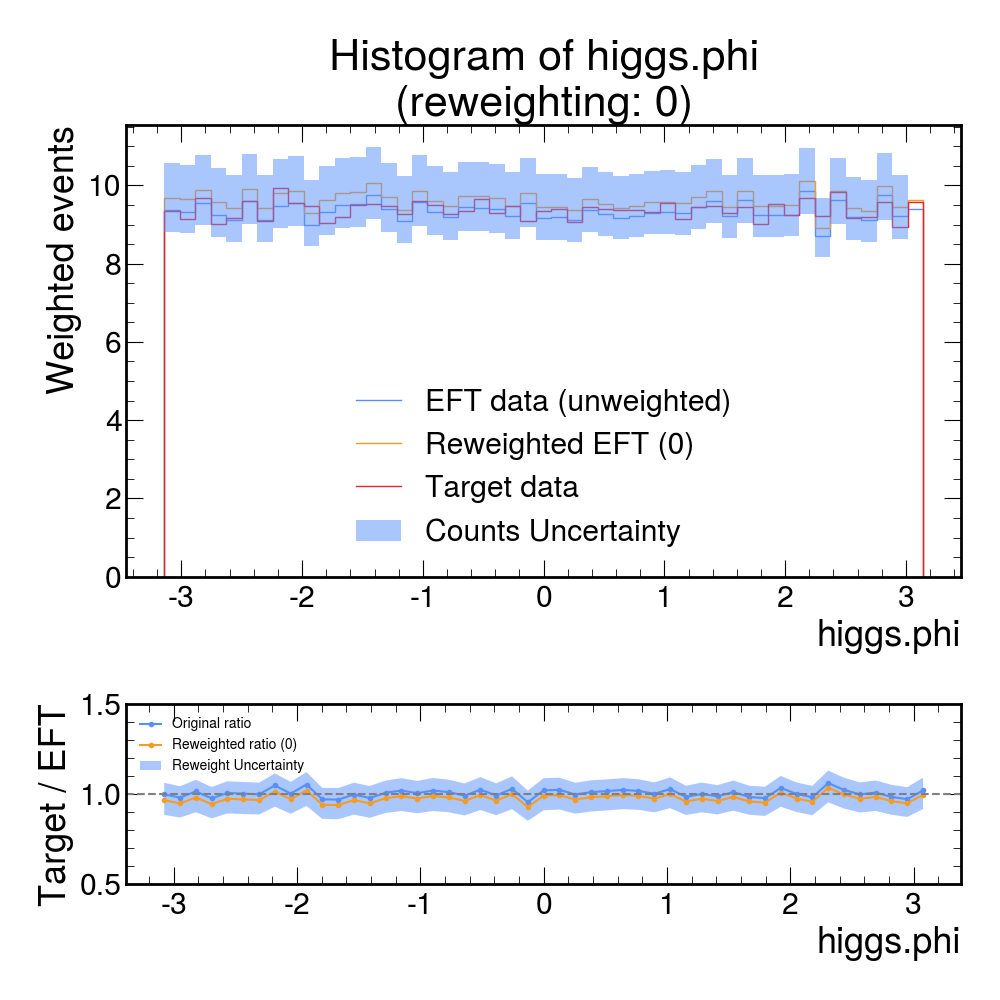 Histogram of higgs.phi
(reweighting: 0)
Weighted events
10
8
6
4
2
0
EFT data (unweighted)
Reweighted EFT (0)
Target data
Counts Uncertainty
-3 -2 -1 0 1 2 3
higgs.phi
Target / EFT
1.5
1.0
0.5
Original ratio
Reweighted ratio (0)
Reweight Uncertainty
-3 -2 -1 0 1 2 3
higgs.phi